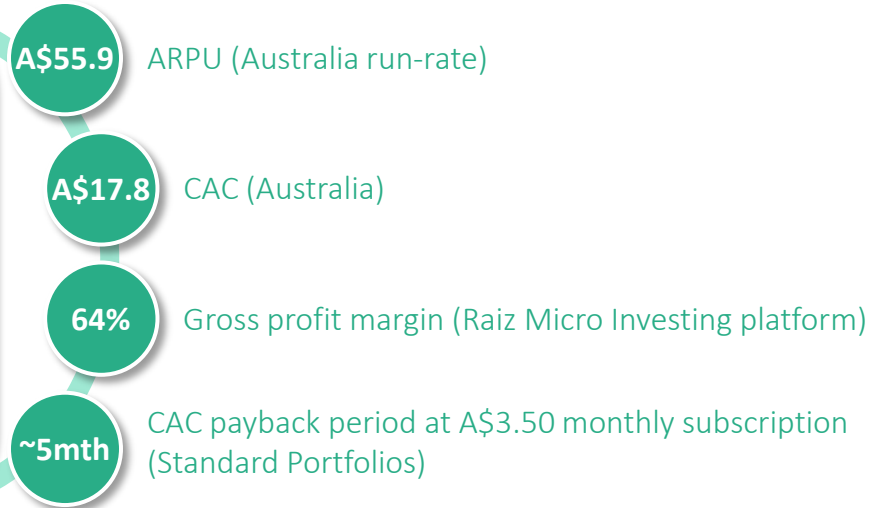 A$55.9 ARPU (Australia run-rate)
A$17.8 CAC (Australia)
64% Gross profit margin (Raiz Micro Investing platform)
~5mth CAC payback period at A$3.50 monthly subscription
(Standard Portfolios)